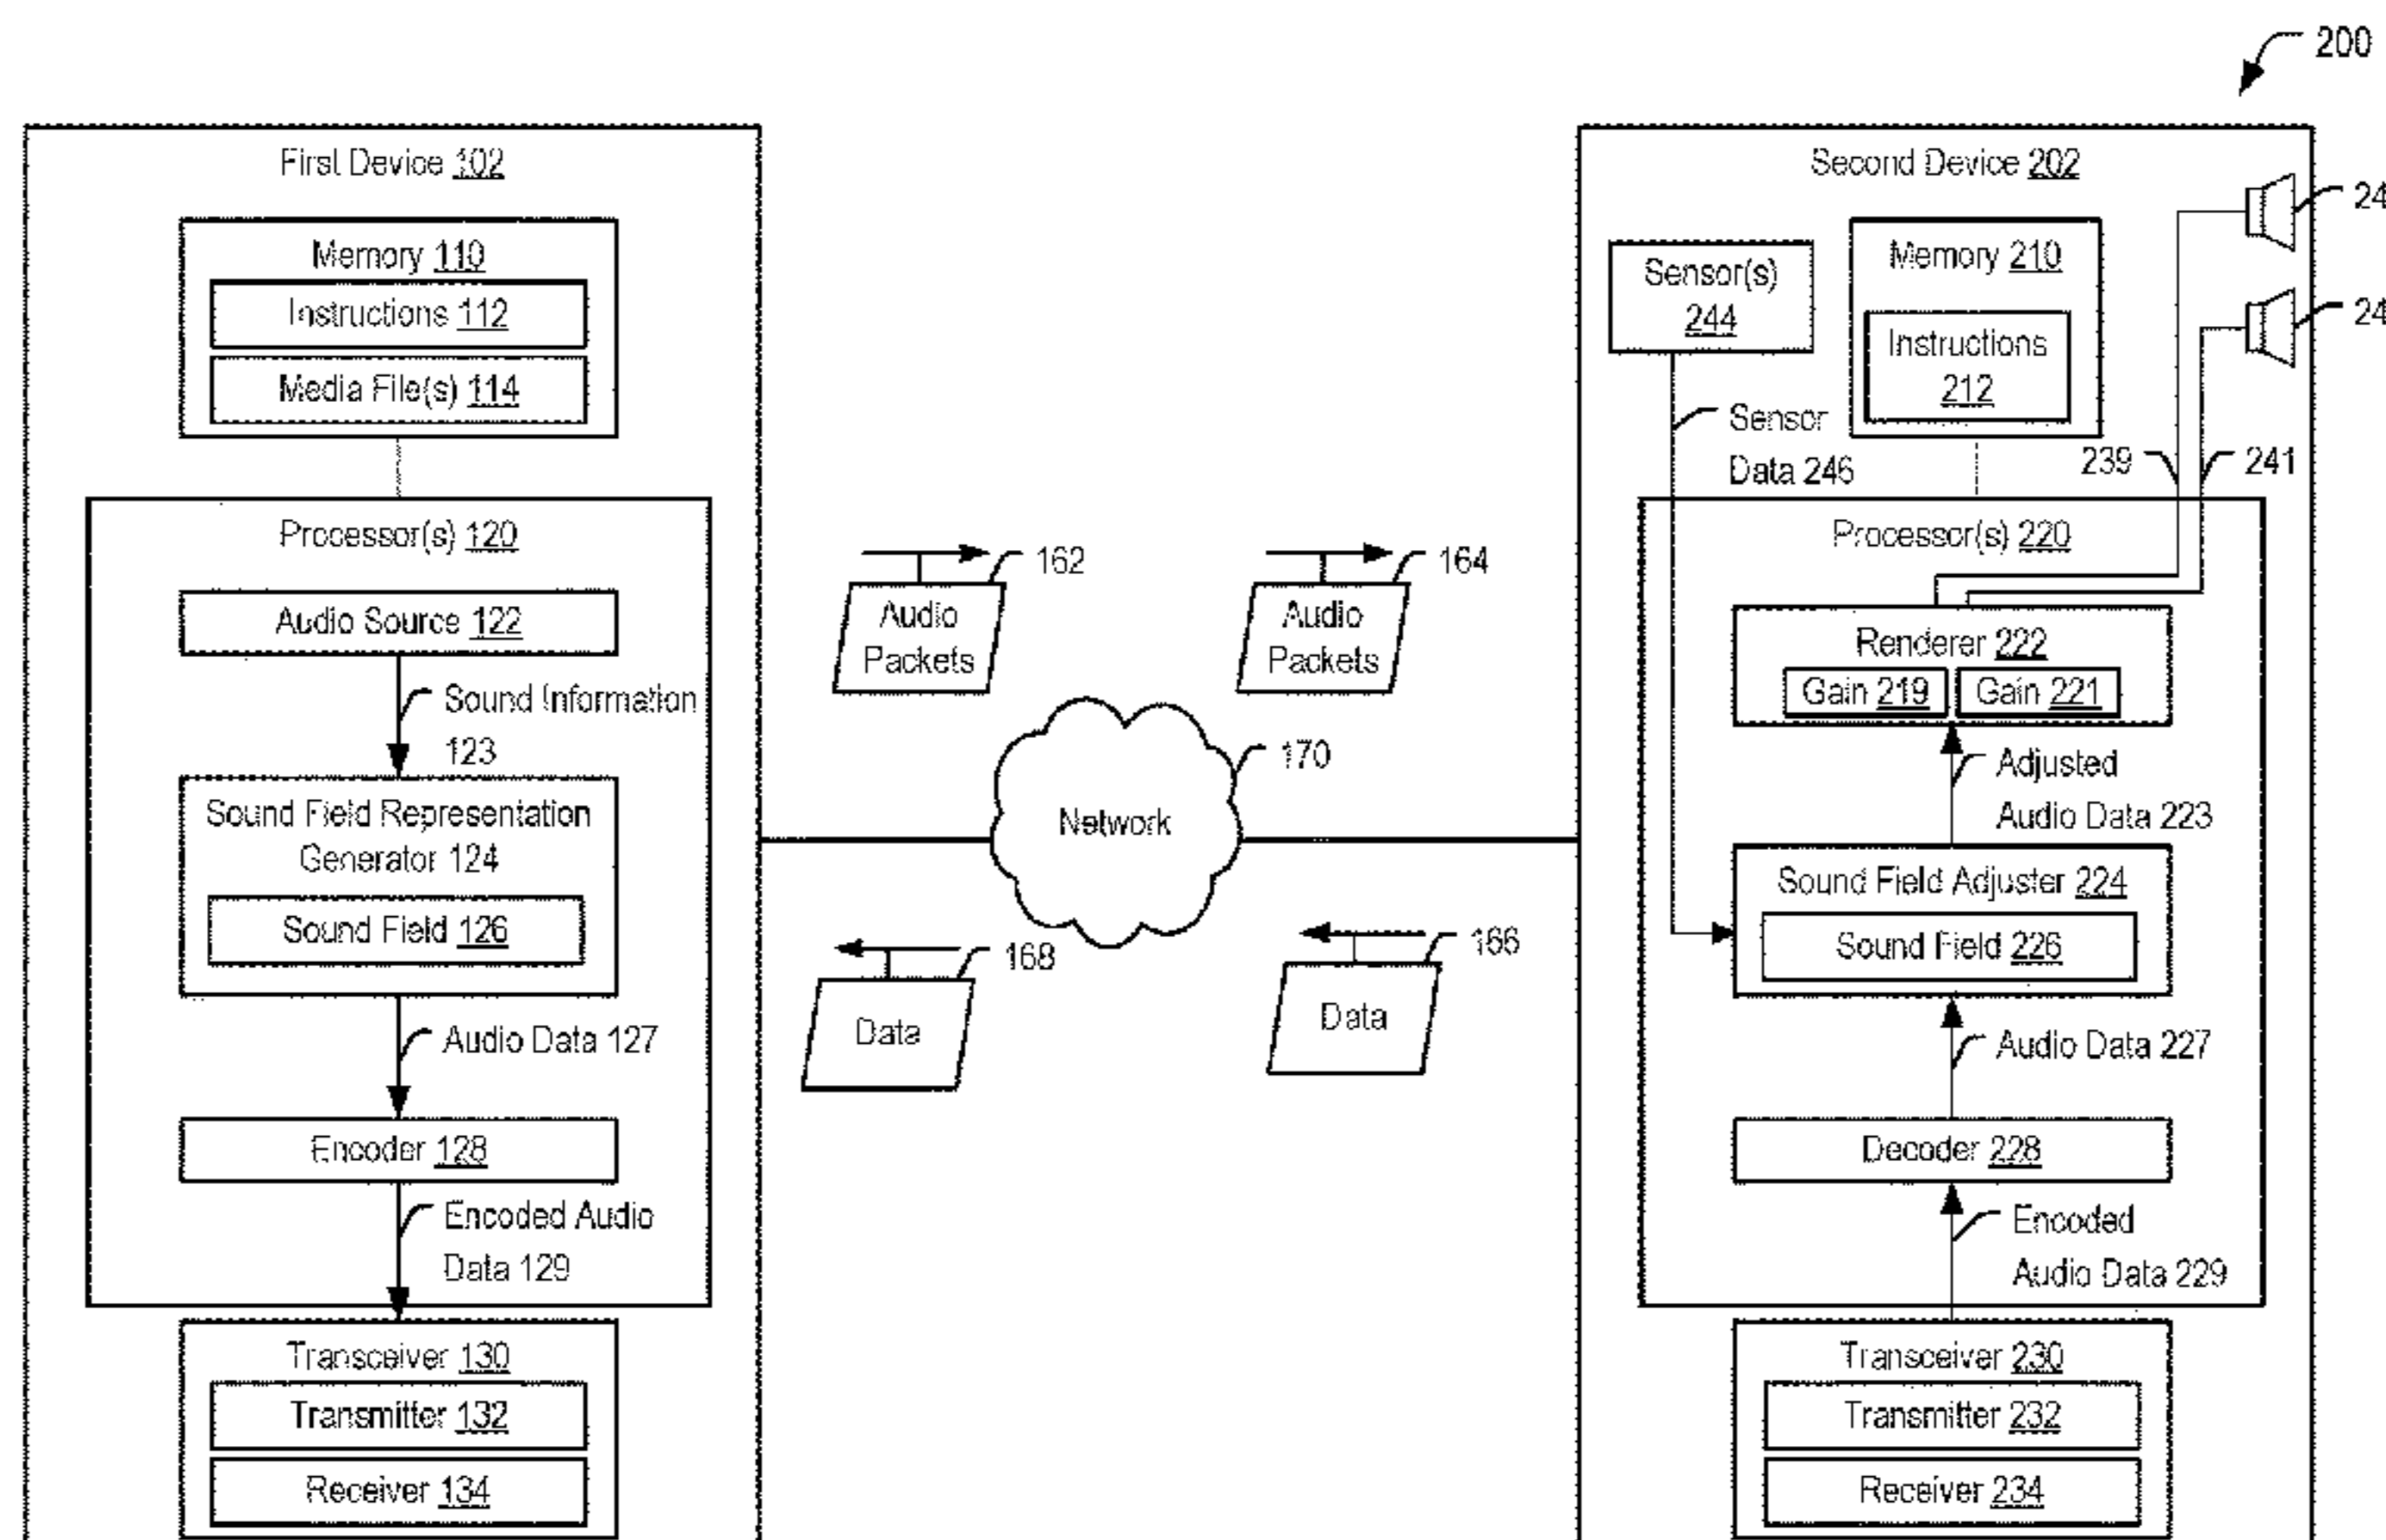 200
First Device 102
Memory 110
Instructions 112
Media File(s) 114
Processor(s) 120
Audio Source 122
Sound Information
123
Sound Field Representation
Generator 124
Sound Field 126
Audio Data 127
Encoder 128
Encoded Audio
Data 129
Transceiver 130
Transmitter 132
Receiver 134
162
Audio
Packets
164
Audio
Packets
170
Network
168
Data
166
Data
Second Device 202
24
24
Sensor(s)
244
Memory 210
Instructions
212
Sensor
Data 246
239
241
Processor(s) 220
Renderer 222
Gain 219
Gain 221
Adjusted
Audio Data 223
Sound Field Adjuster 224
Sound Field 226
Audio Data 227
Decoder 228
Encoded
Audio Data 229
Transceiver 230
Transmitter 232
Receiver 234